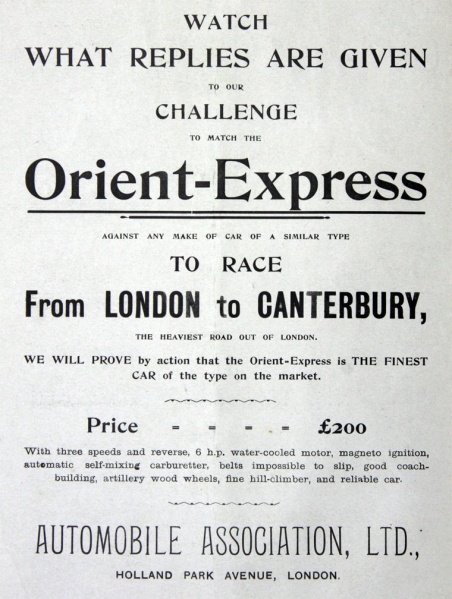 WATCH
WHAT REPLIES ARE GIVEN
TO OUR
CHALLENGE
TO MATCH THE
Orient-Express
AGAINST ANY MAKE OF CAR OF A SIMILAR TYPE
TO RACE
From LONDON to CANTERBURY,
THE HEAVIEST ROAD OUT OF LONDON.
WE WILL PROVE by action that the Orient-Express is THE FINEST
CAR of the type on the market.
Price = = = = £200
With three speeds and reverse, 6 h.p. water-cooled motor, magneto ignition,
automatic self-mixing carburetter, belts impossible to slip, good coach-
building, artillery wood wheels, fine hill-climber, and reliable car.
AUTOMOBILE ASSOCIATION, LTD.,
HOLLAND PARK AVENUE, LONDON.